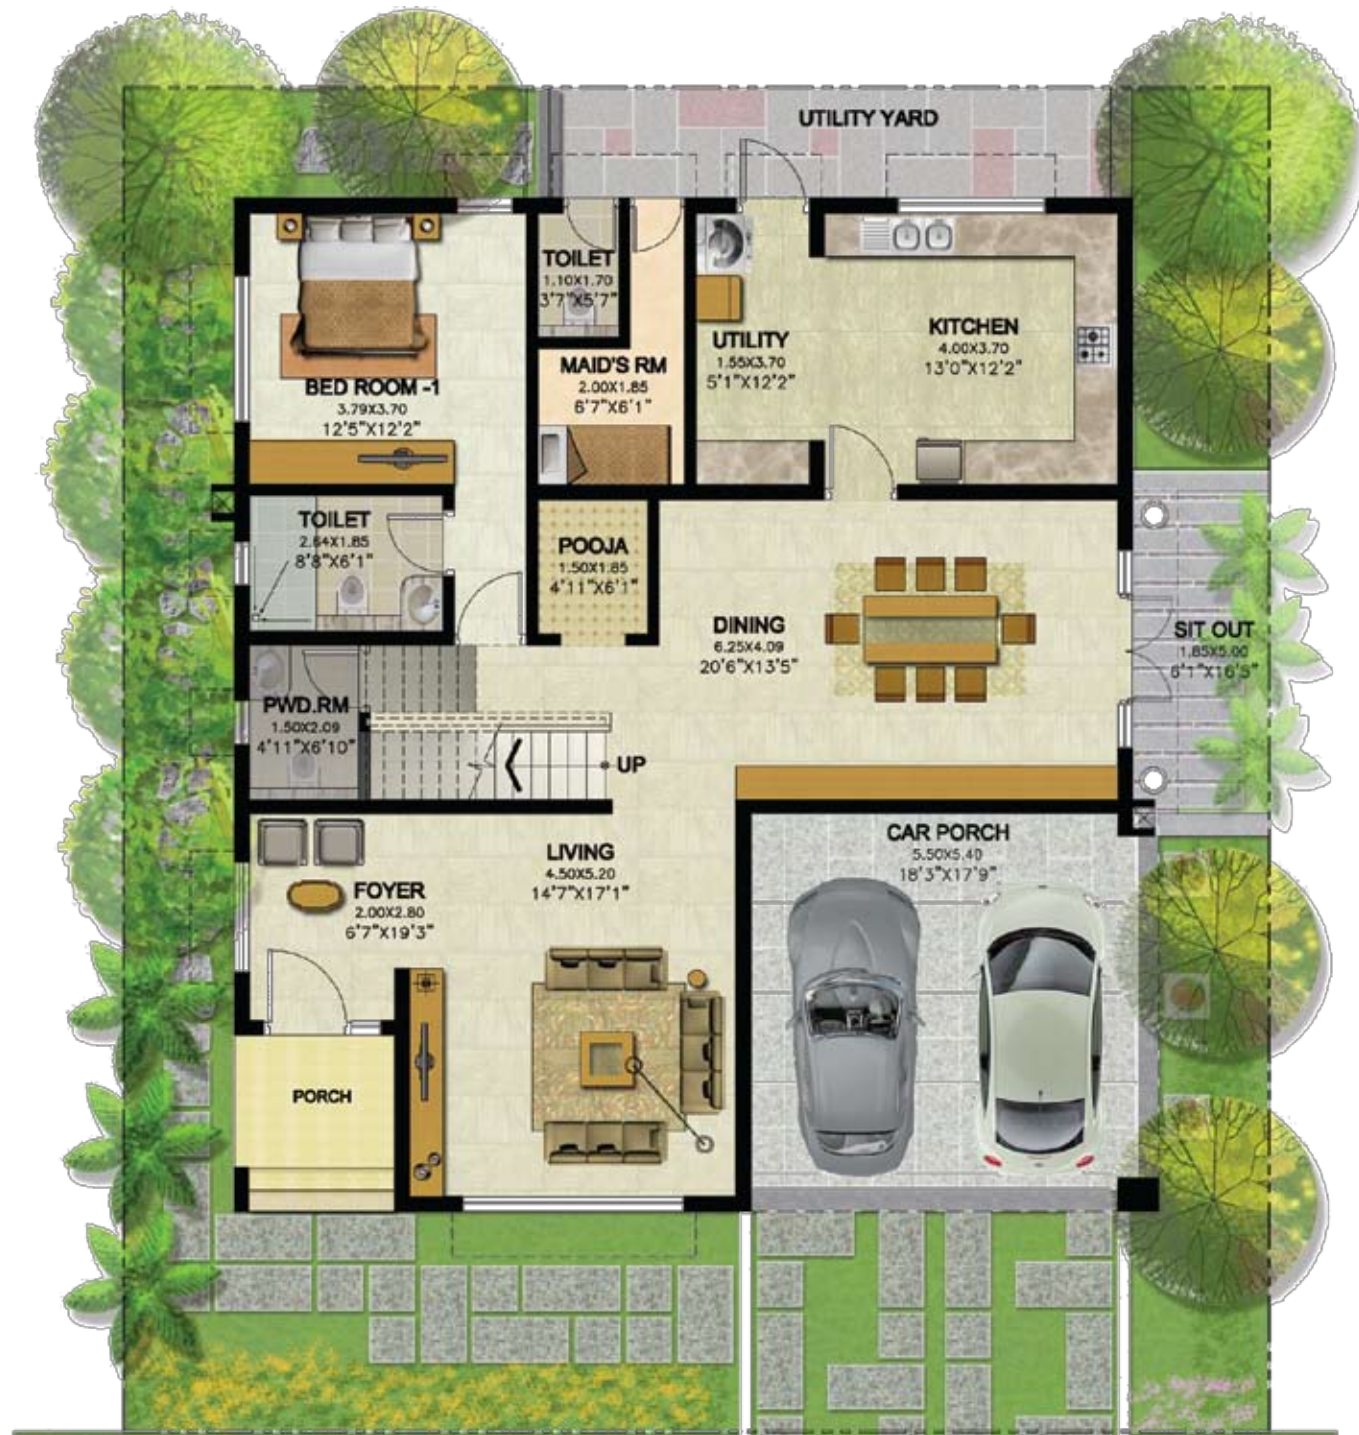 UTILITY YARD
TOILET
1.10X1.70
3'7"X5'7"
MAID'S RM
2.00X1.85
6'7"X6'1"
UTILITY
1.55X3.70
5'1"X12'2"
KITCHEN
4.00X3.70
13'0"X12'2"
BED ROOM -1
3.79X3.70
12'5"X12'2"
TOILET
2.64X1.85
8'8"X6'1"
POOJA
1.50X1.85
4'11"X6'1"
DINING
6.25X4.09
20'6"X13'5"
SIT OUT
1.85X5.00
6'1"X16'5"
PWD.RM
1.50X2.09
4'11"X6'10"
UP
LIVING
4.50X5.20
14'7"X17'1"
CAR PORCH
5.50X5.40
18'3"X17'9"
FOYER
2.00X2.80
6'7"X19'3"
PORCH